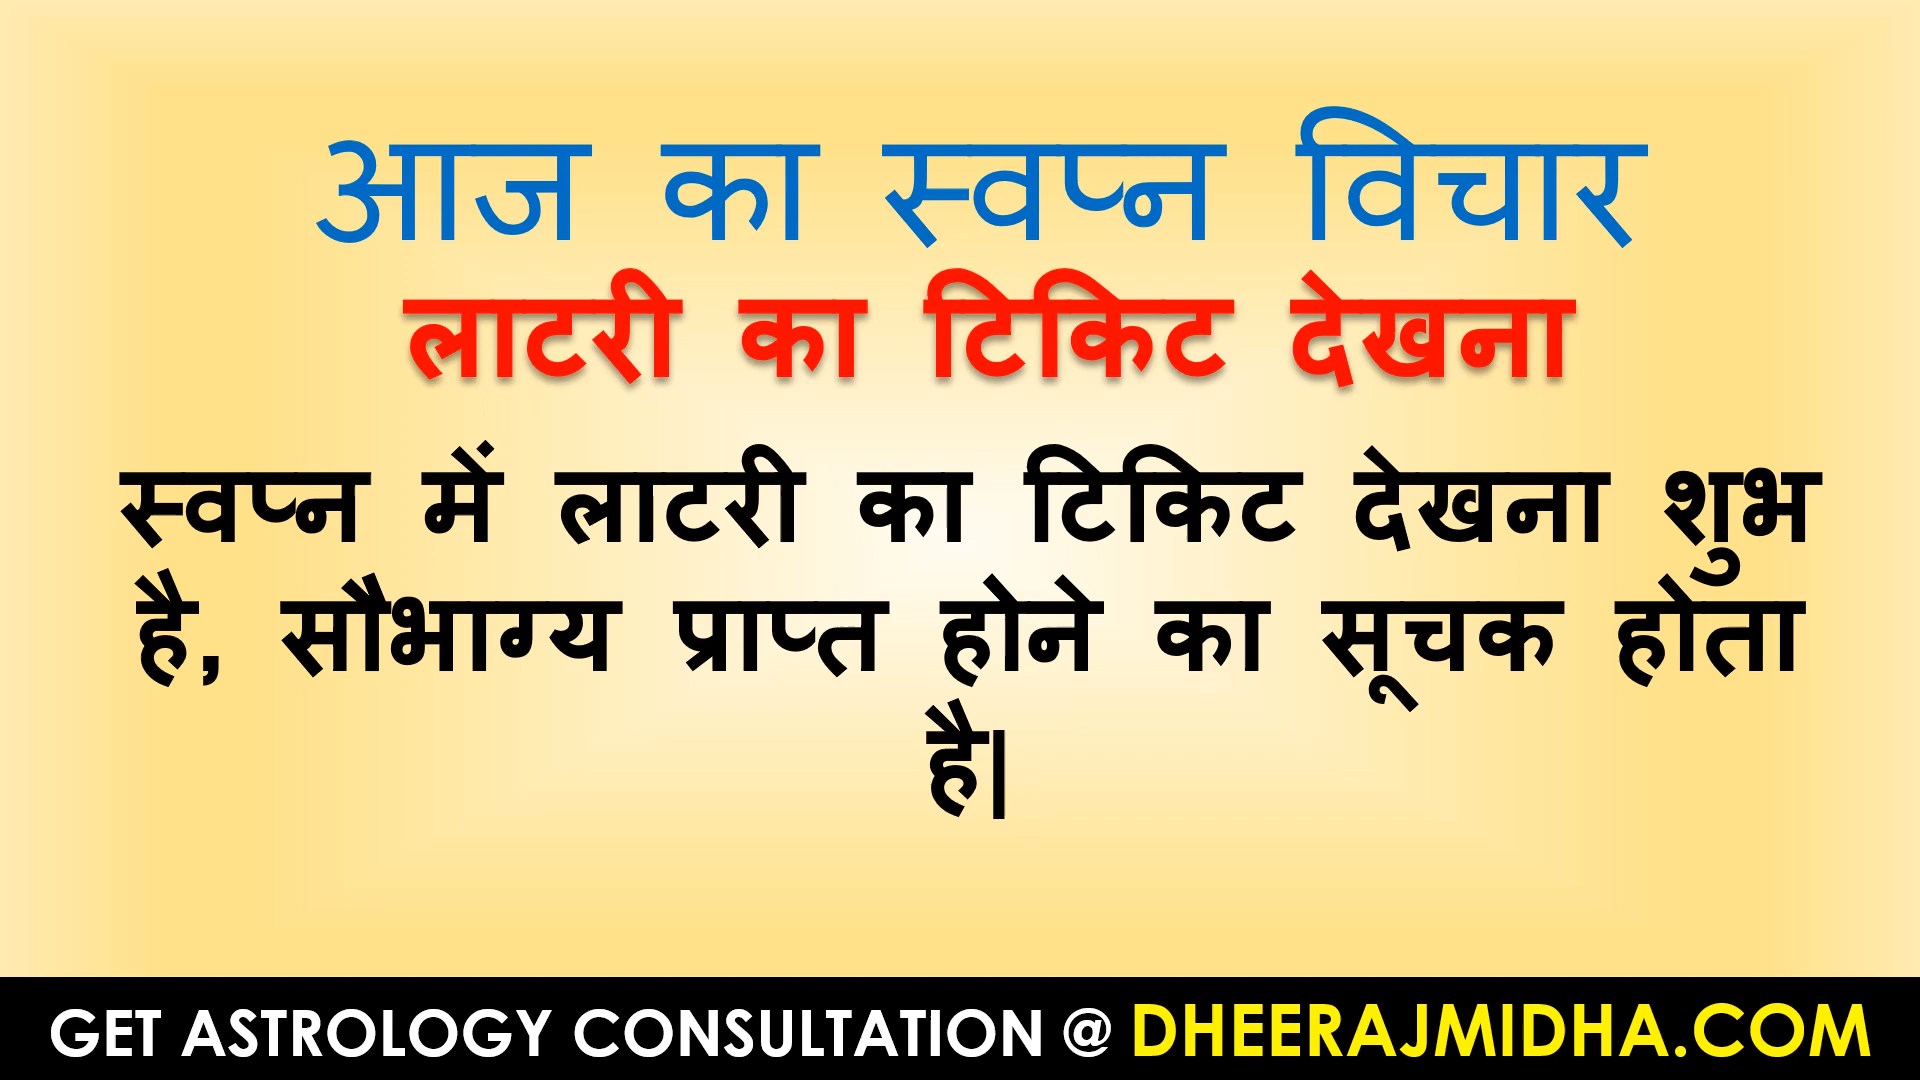 आज का स्वप्न विचार
लाटरी का टिकिट देखना
स्वप्न में लाटरी का टिकिट देखना शुभ
है, सौभाग्य प्राप्त होने का सूचक होता
है|
GET ASTROLOGY CONSULTATION @ DHEERAJMIDHA.COM